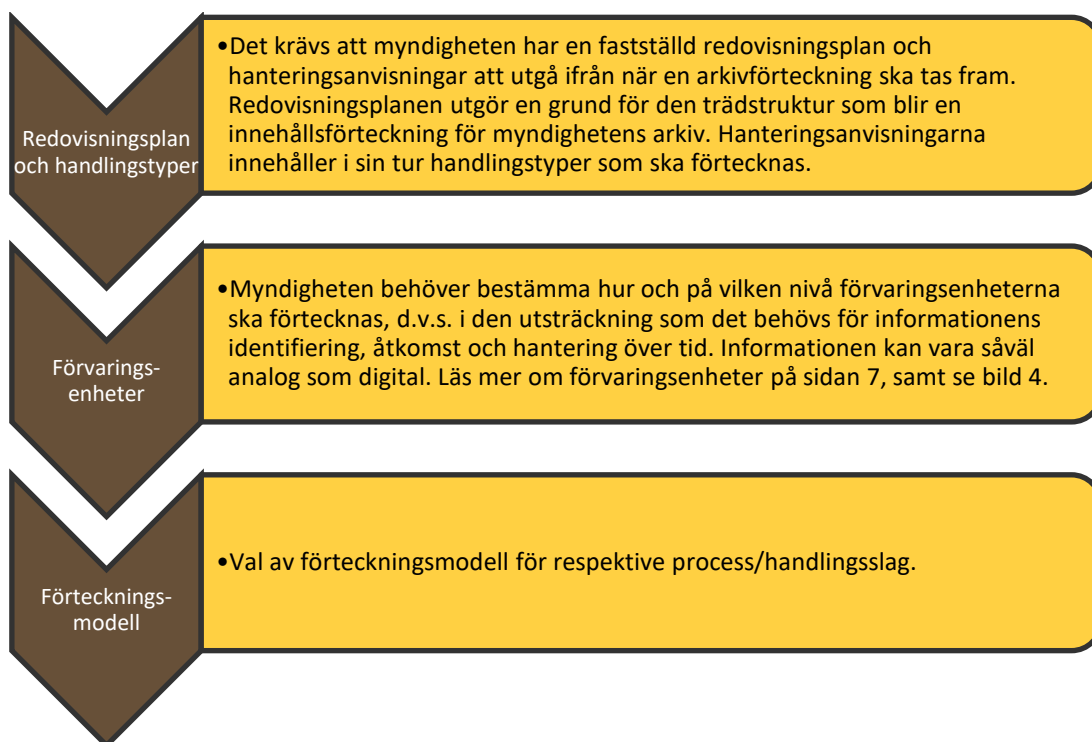 Redovisningsplan
och handlingstyper
•Det krävs att myndigheten har en fastställd redovisningsplan och
hanteringsanvisningar att utgå ifrån när en arkivförteckning ska tas fram.
Redovisningsplanen utgör en grund för den trädstruktur som blir en
innehållsförteckning för myndighetens arkiv. Hanteringsanvisningarna
innehåller i sin tur handlingstyper som ska förtecknas.
Förvarings-
enheter
•Myndigheten behöver bestämma hur och på vilken nivå förvaringsenheterna
ska förtecknas, d.v.s. i den utsträckning som det behövs för informationens
identifiering, åtkomst och hantering över tid. Informationen kan vara såväl
analog som digital. Läs mer om förvaringsenheter på sidan 7, samt se bild 4.
Förtecknings-
modell
•Val av förteckningsmodell för respektive process/handlingsslag.